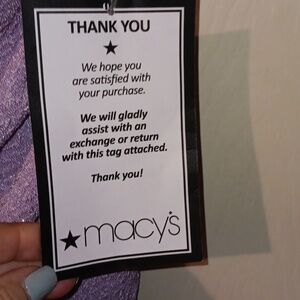 THANK YOU
We hope you
are satisfied with
your purchase.
We will gladly
assist with an
exchange or return
with this tag attached.
Thank you!
macy's